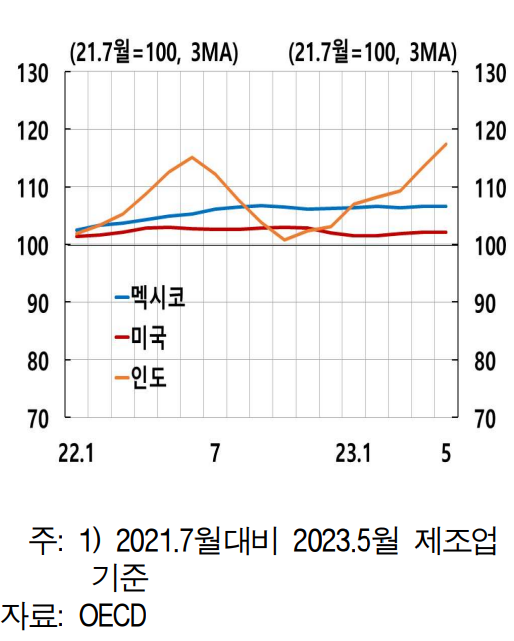 (21.7월=100, 3MA) (21.7월=100, 3MA)
130 130
120 120
110 110
100 100
90 90
멕시코
미국
80 80
인도
70 70
22.1 7 23.1 5
주: 1) 2021.7월대비 2023.5월 제조업
기준
자료: OECD